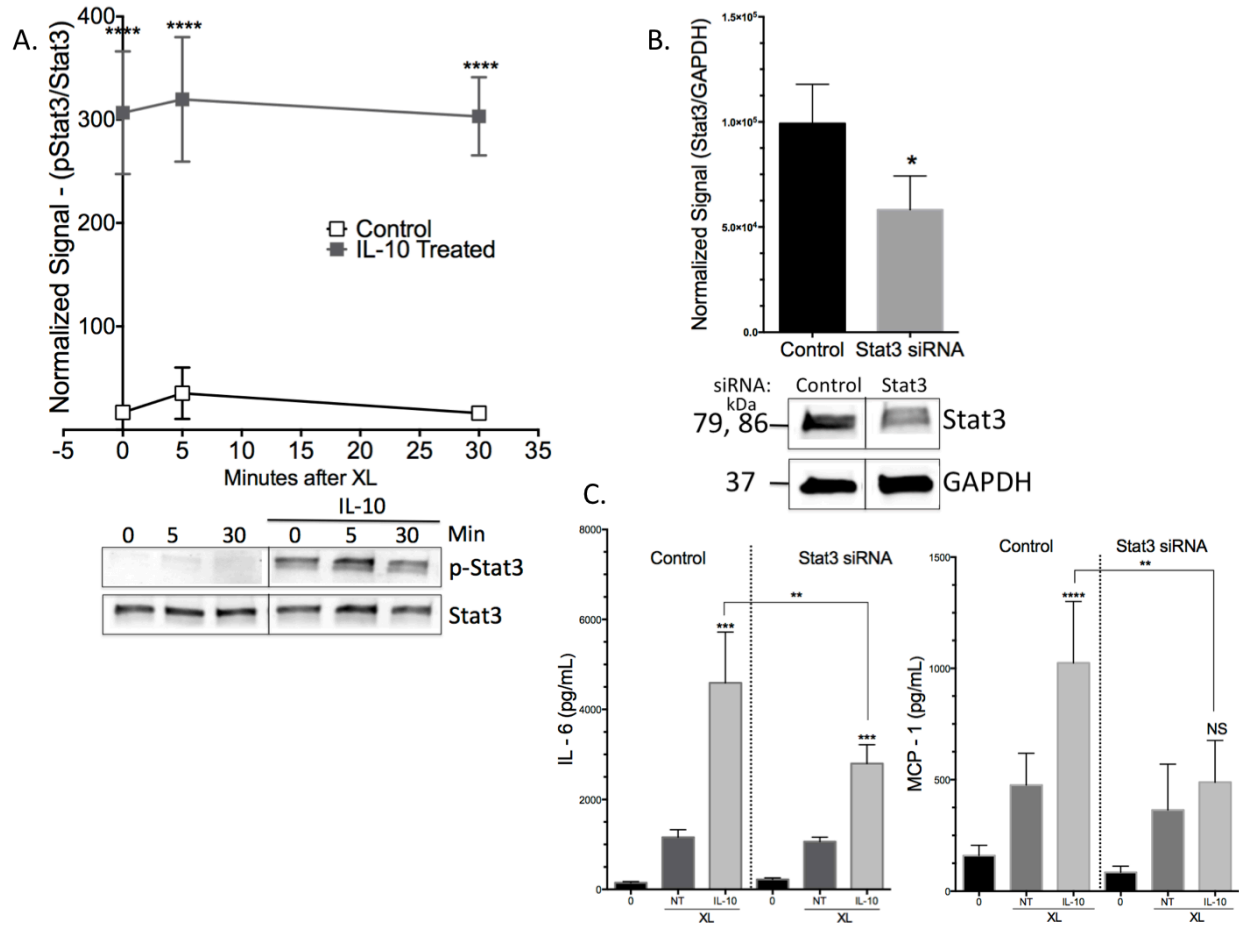 A.
Normalized Signal - (pStat3/Stat3)
400
300
200
100
****
****
****
Control
IL-10 Treated
-5 0 5 10 15 20 25 30 35
Minutes after XL
IL-10
0 5 30 0 5 30 Min
p-Stat3
Stat3
B.
Normalized Signal (Stat3/GAPDH)
1.5×10⁵
1.0×10⁵
5.0×10⁴
0.0
*
Control Stat3 siRNA
siRNA: Control Stat3
kDa
79, 86 Stat3
37 GAPDH
C.
IL - 6 (pg/mL)
8000
6000
4000
2000
0
Control Stat3 siRNA
**
***
***
0 NT IL-10 0 NT IL-10
XL XL
MCP - 1 (pg/mL)
1500
1000
500
0
Control Stat3 siRNA
**
****
NS
0 NT IL-10 0 NT IL-10
XL XL